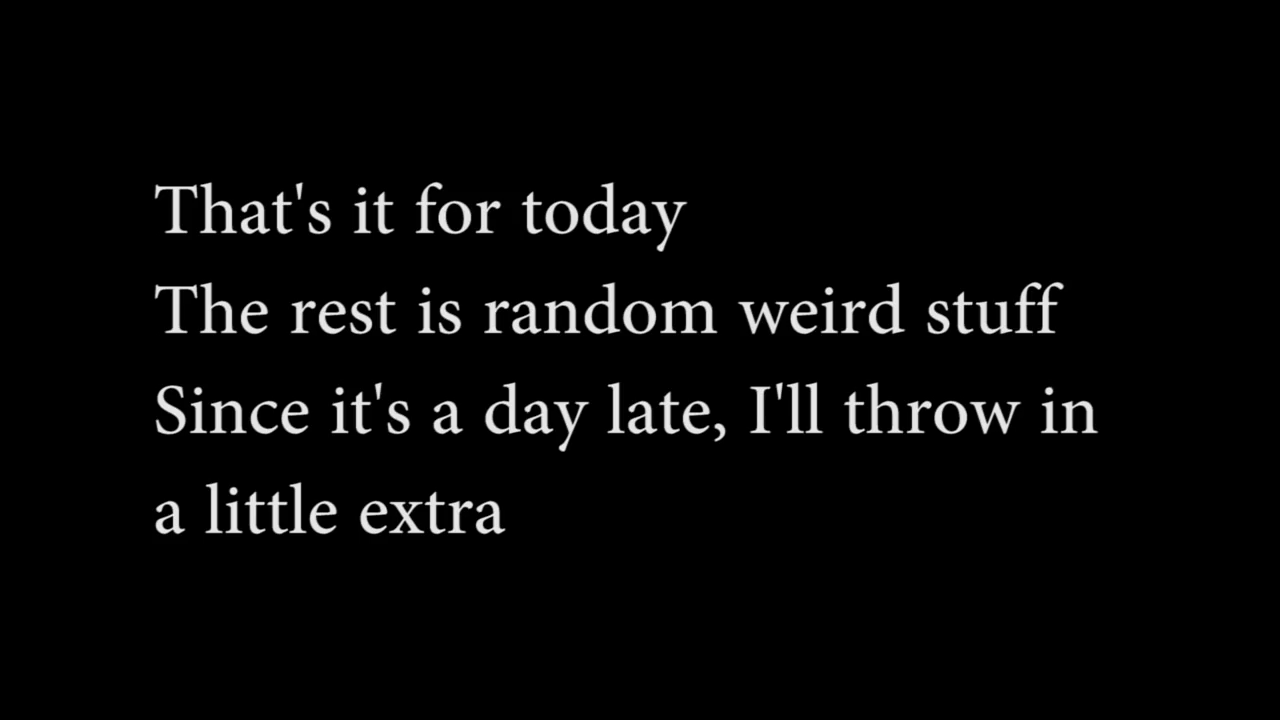 That's it for today
The rest is random weird stuff
Since it's a day late, I'll throw in
a little extra